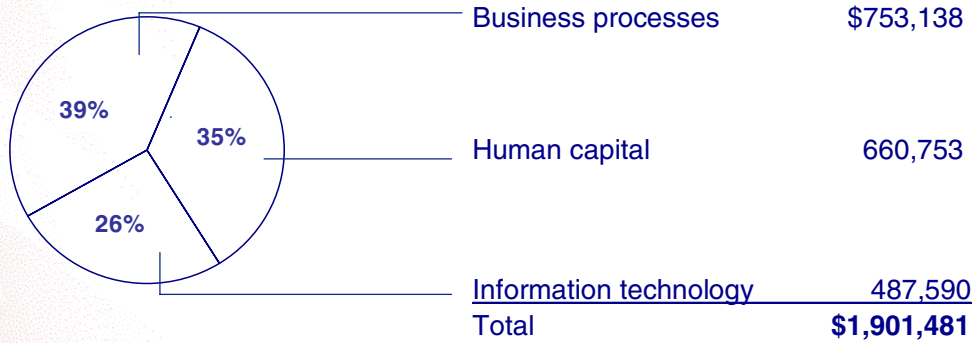 Business processes $753,138
39%
35%
Human capital 660,753
26%
Information technology 487,590
Total $1,901,481